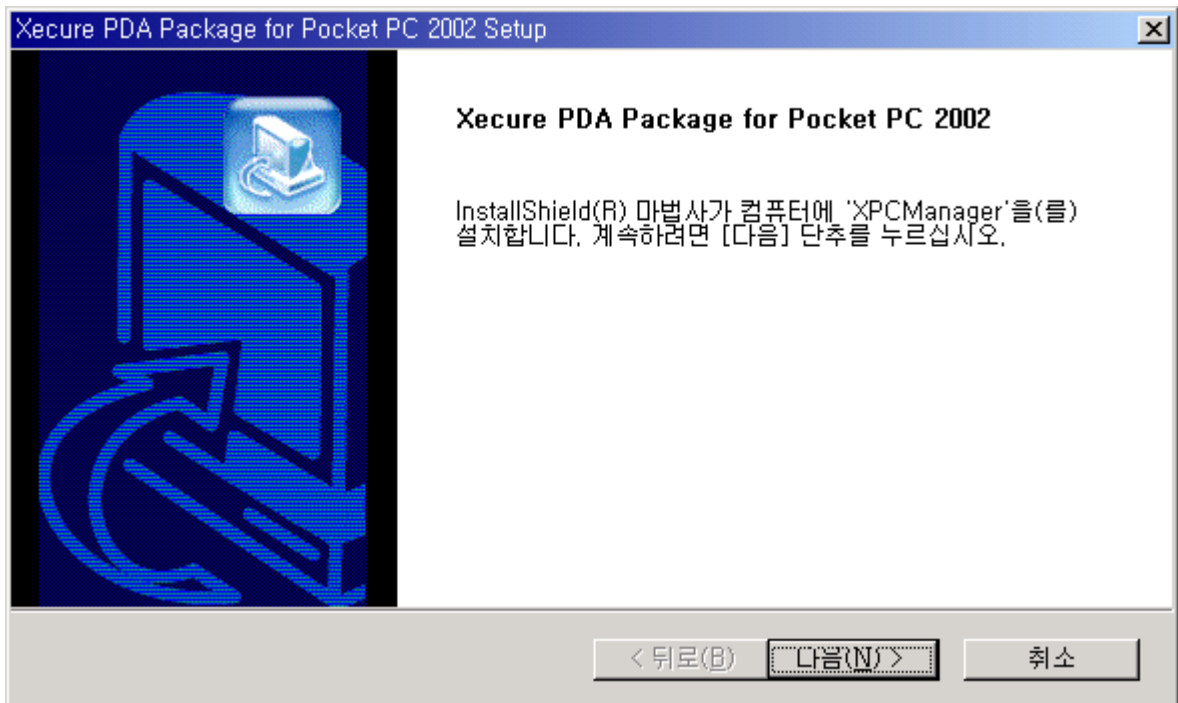 Xecure PDA Package for Pocket PC 2002 Setup
Xecure PDA Package for Pocket PC 2002
InstallShield(R) 마법사가 컴퓨터에 'XPCManager'을(를)
설치합니다. 계속하려면 [다음] 단추를 누르십시오.
< 뒤로(B) 다음(N) > 취소